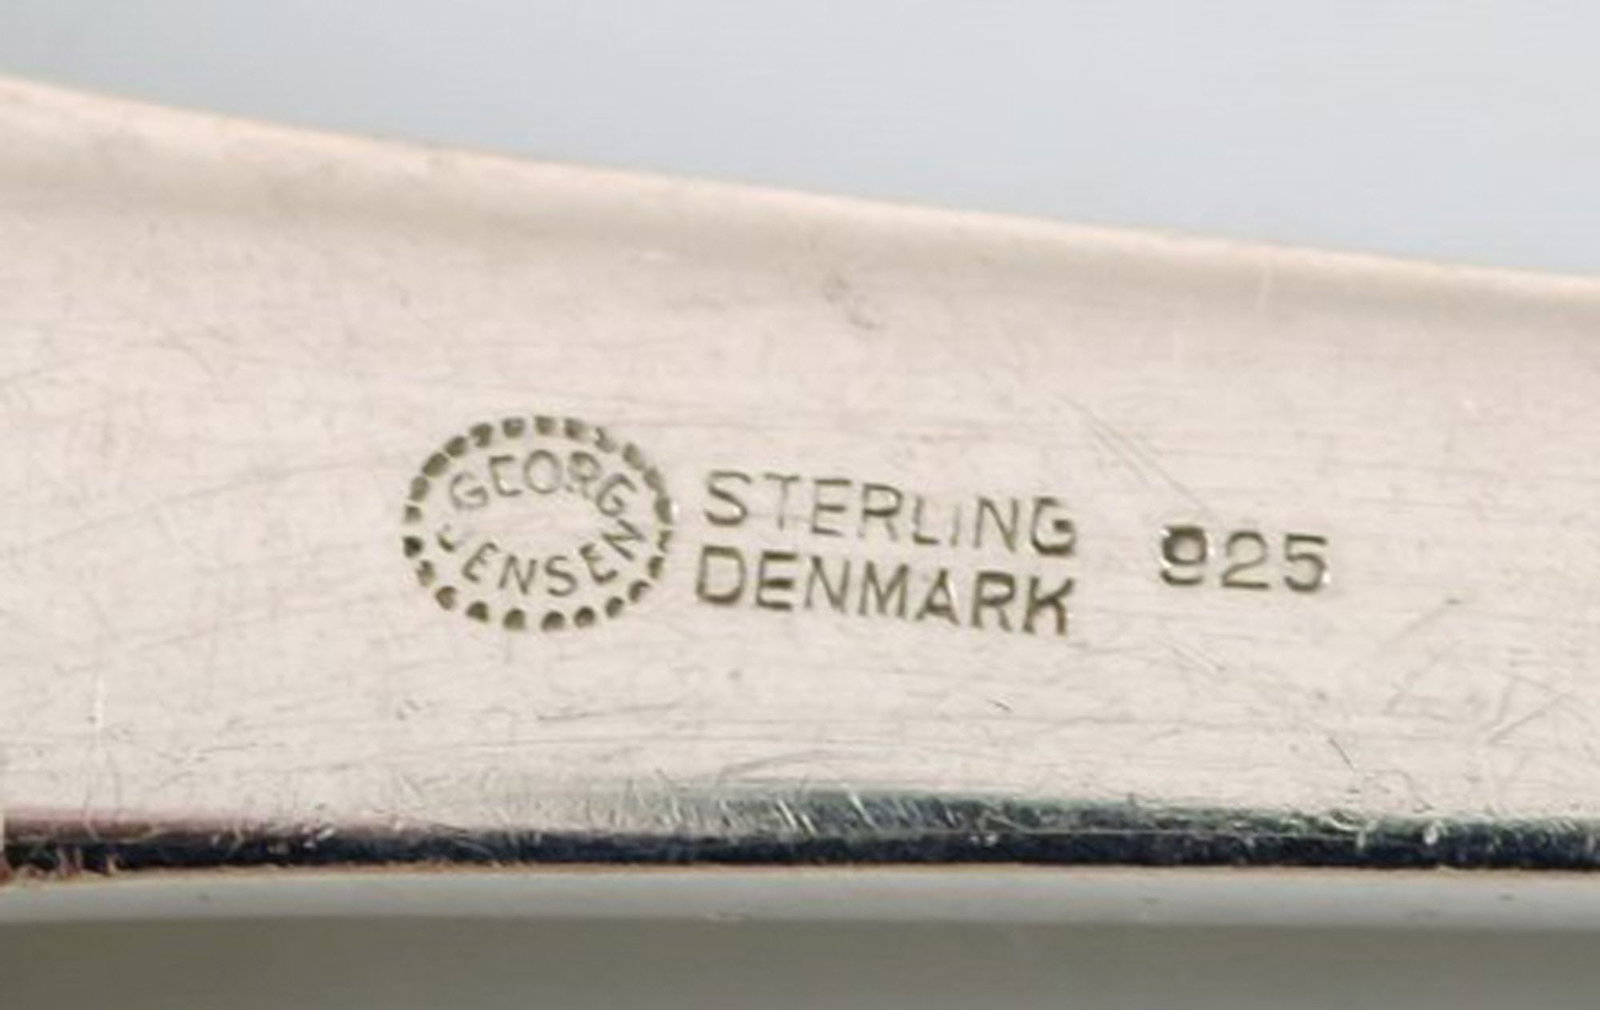 GEORG
JENSEN
STERLING
DENMARK
925